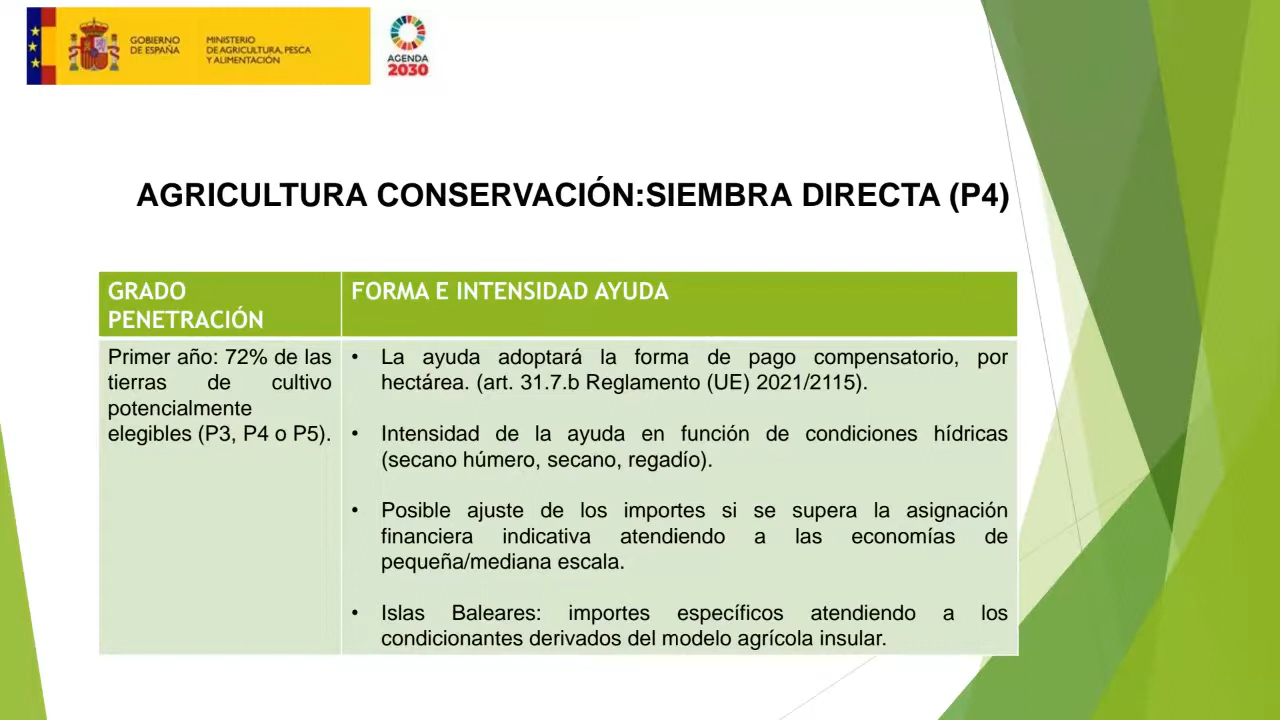 GOBIERNO
DE ESPAÑA
MINISTERIO
DE AGRICULTURA, PESCA
Y ALIMENTACIÓN
AGENDA
2030
AGRICULTURA CONSERVACIÓN:SIEMBRA DIRECTA (P4)
GRADO
PENETRACIÓN
FORMA E INTENSIDAD AYUDA
Primer año: 72% de las
tierras de cultivo
potencialmente
elegibles (P3, P4 o P5).
• La ayuda adoptará la forma de pago compensatorio, por
hectárea. (art. 31.7.b Reglamento (UE) 2021/2115).
• Intensidad de la ayuda en función de condiciones hídricas
(secano húmero, secano, regadío).
• Posible ajuste de los importes si se supera la asignación
financiera indicativa atendiendo a las economías de
pequeña/mediana escala.
• Islas Baleares: importes específicos atendiendo a los
condicionantes derivados del modelo agrícola insular.